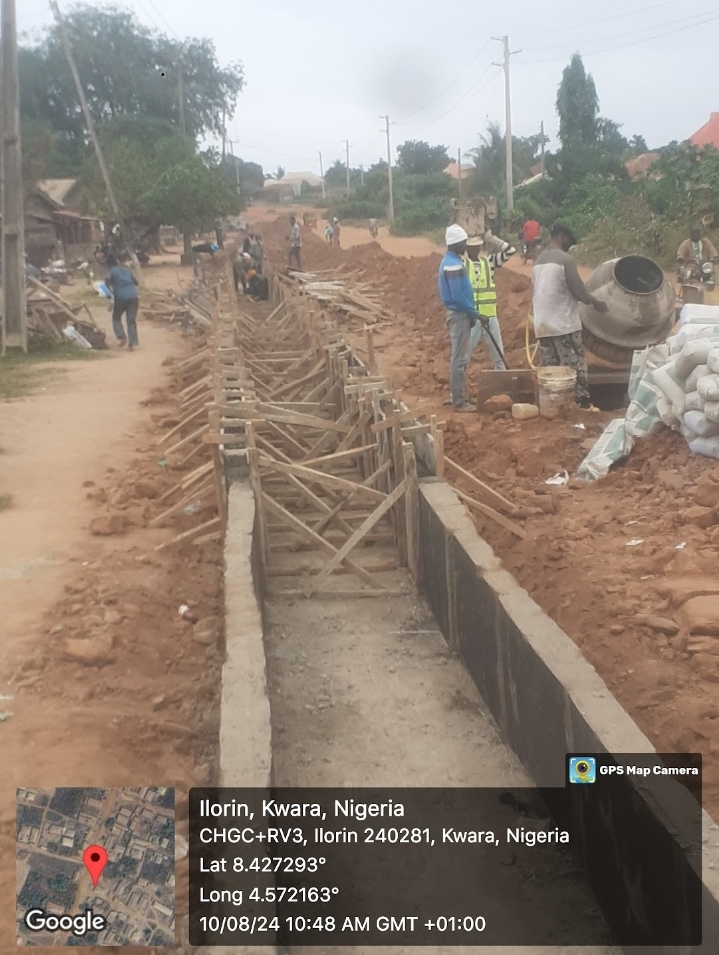 GPS Map Camera
Ilorin, Kwara, Nigeria
CHGC+RV3, Ilorin 240281, Kwara, Nigeria
Lat 8.427293°
Long 4.572163°
10/08/24 10:48 AM GMT +01:00
Google